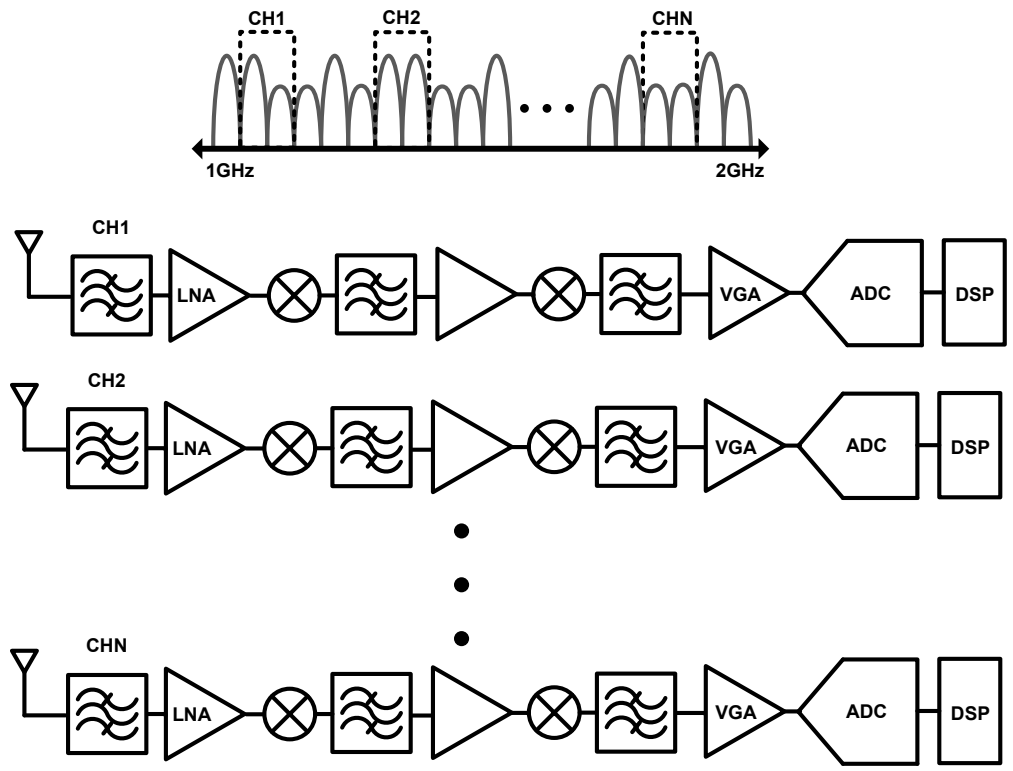 CH1 CH2 CHN
1GHz 2GHz
CH1
LNA VGA ADC DSP
CH2
LNA VGA ADC DSP
CHN
LNA VGA ADC DSP